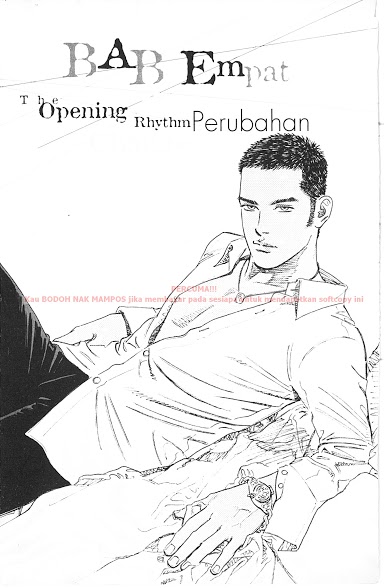 BAB Empat
The Opening Rhythm Perubahan
PERCUMA!!!
Kau BODOH NAK MAMPOS jika membayar pada sesiapa untuk mendapatkan softcopy ini